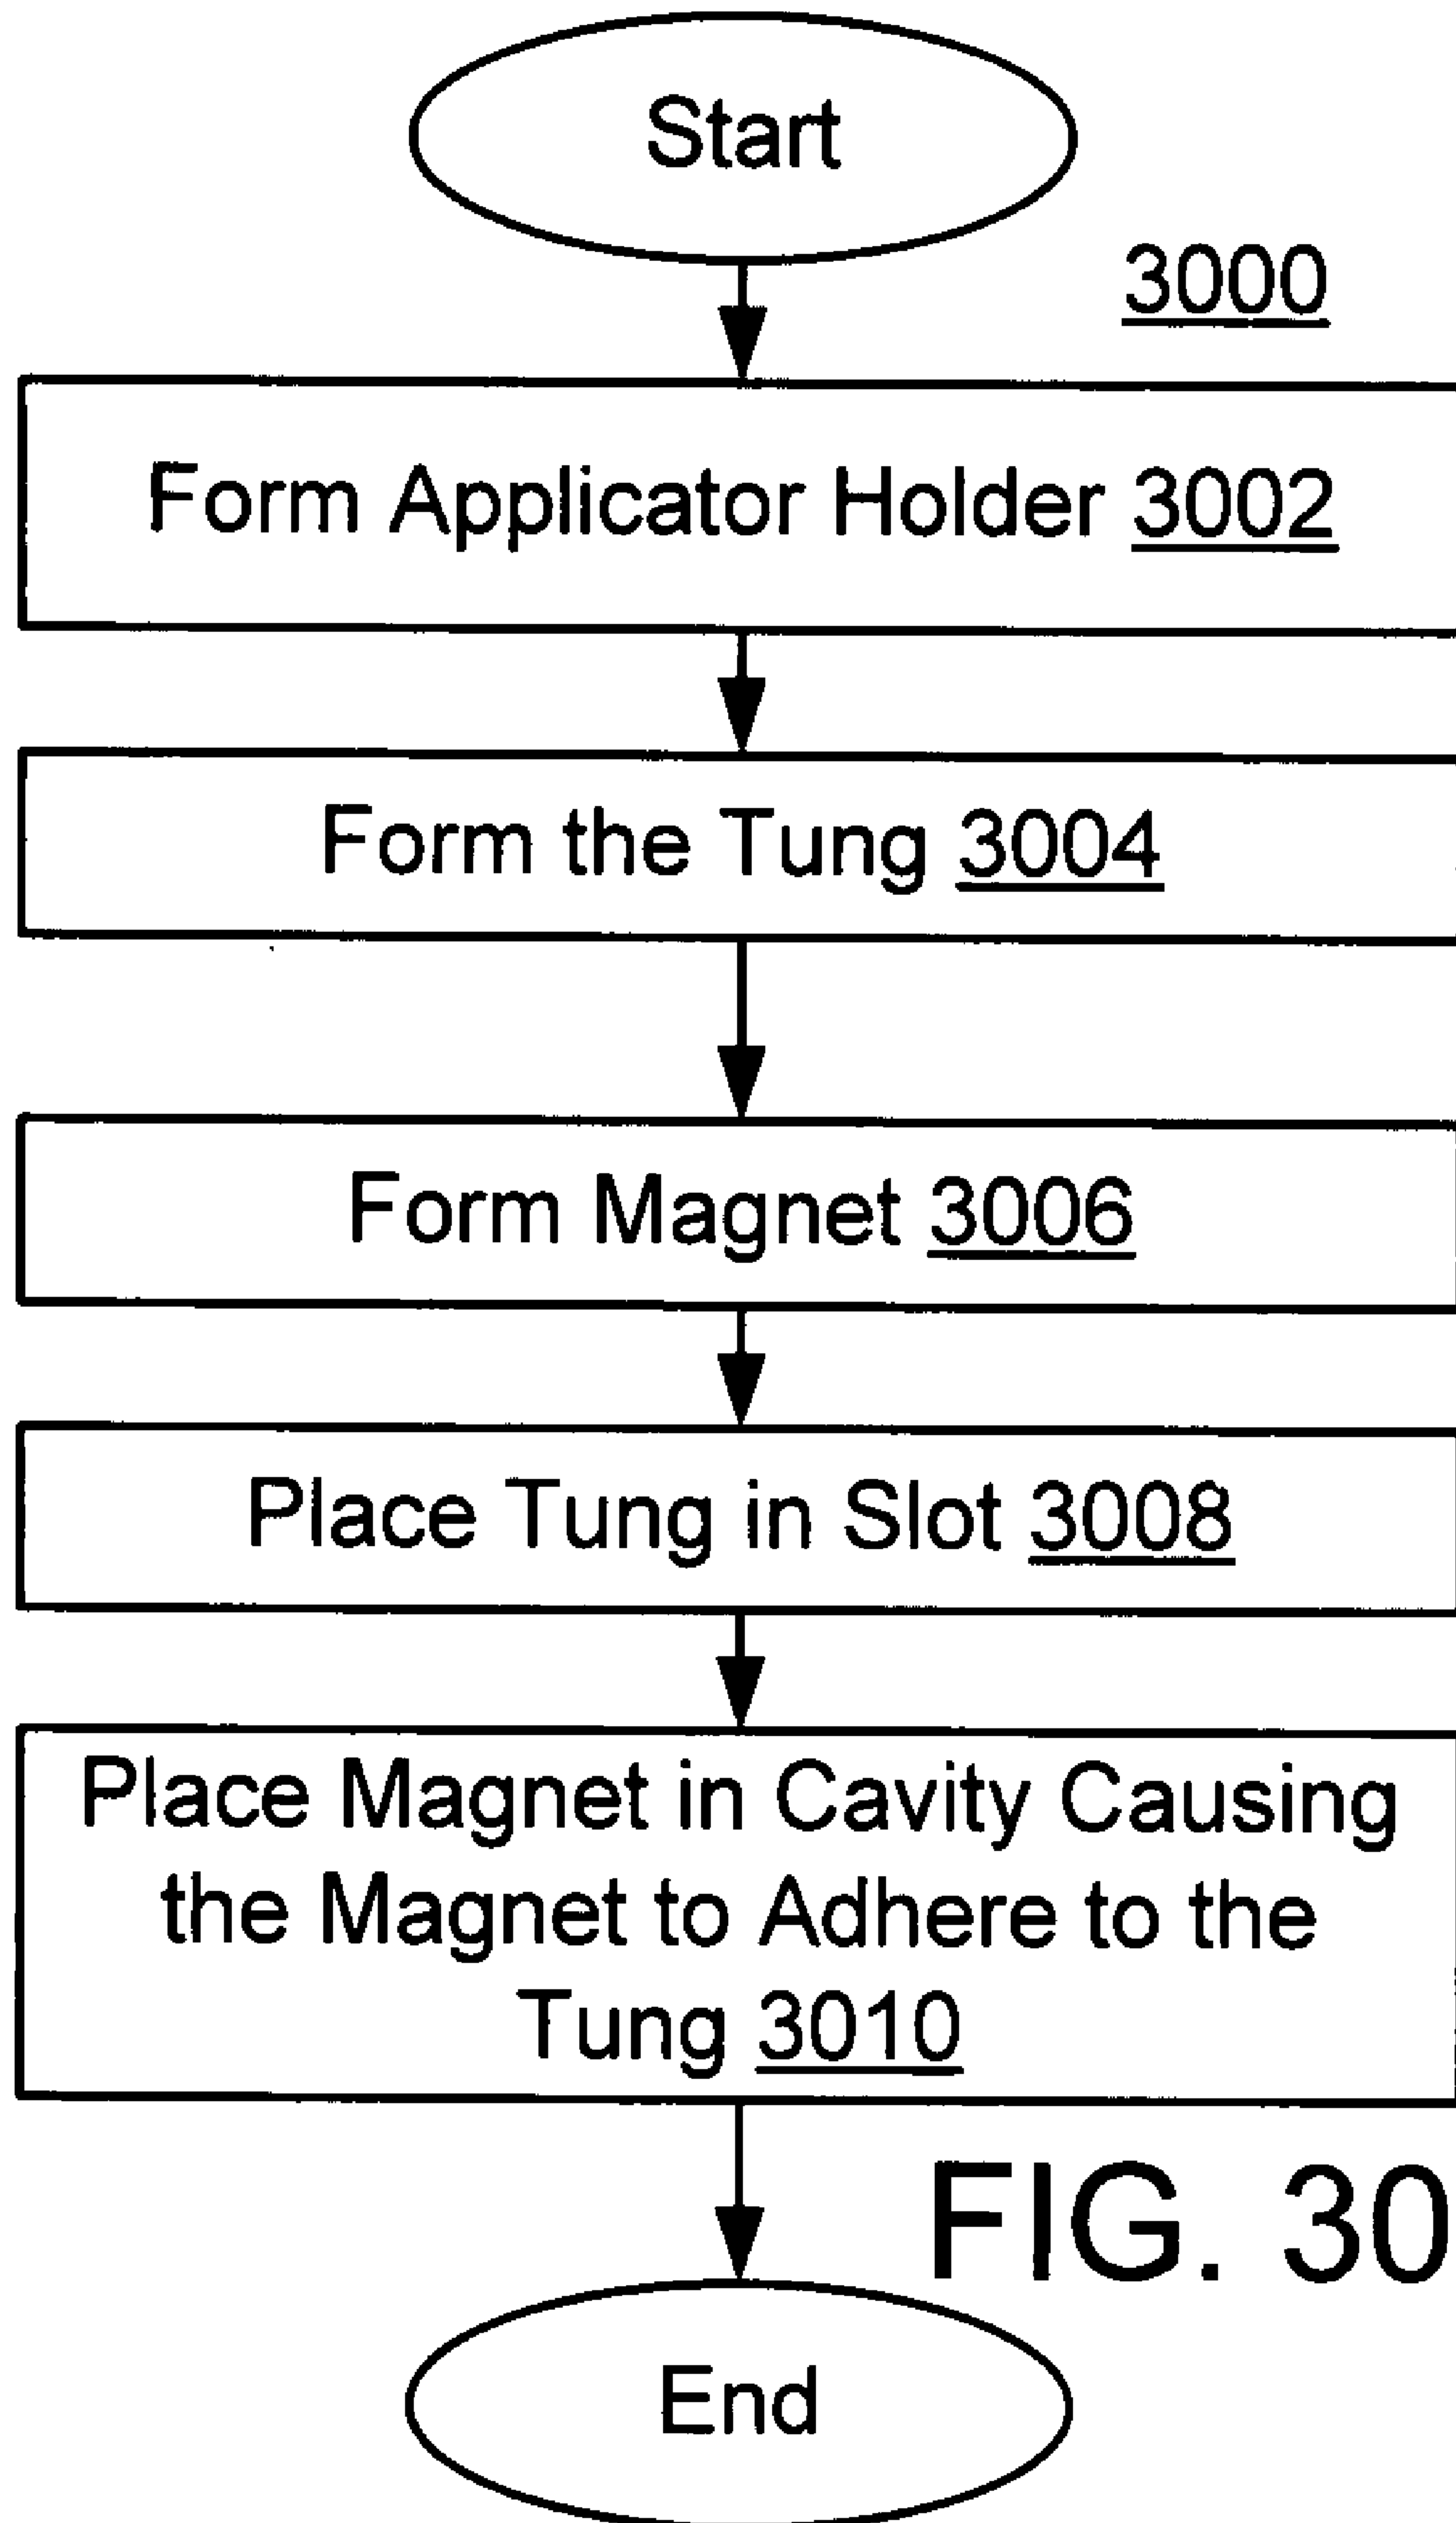 Start
3000
Form Applicator Holder 3002
Form the Tung 3004
Form Magnet 3006
Place Tung in Slot 3008
Place Magnet in Cavity Causing
the Magnet to Adhere to the
Tung 3010
FIG. 30
End